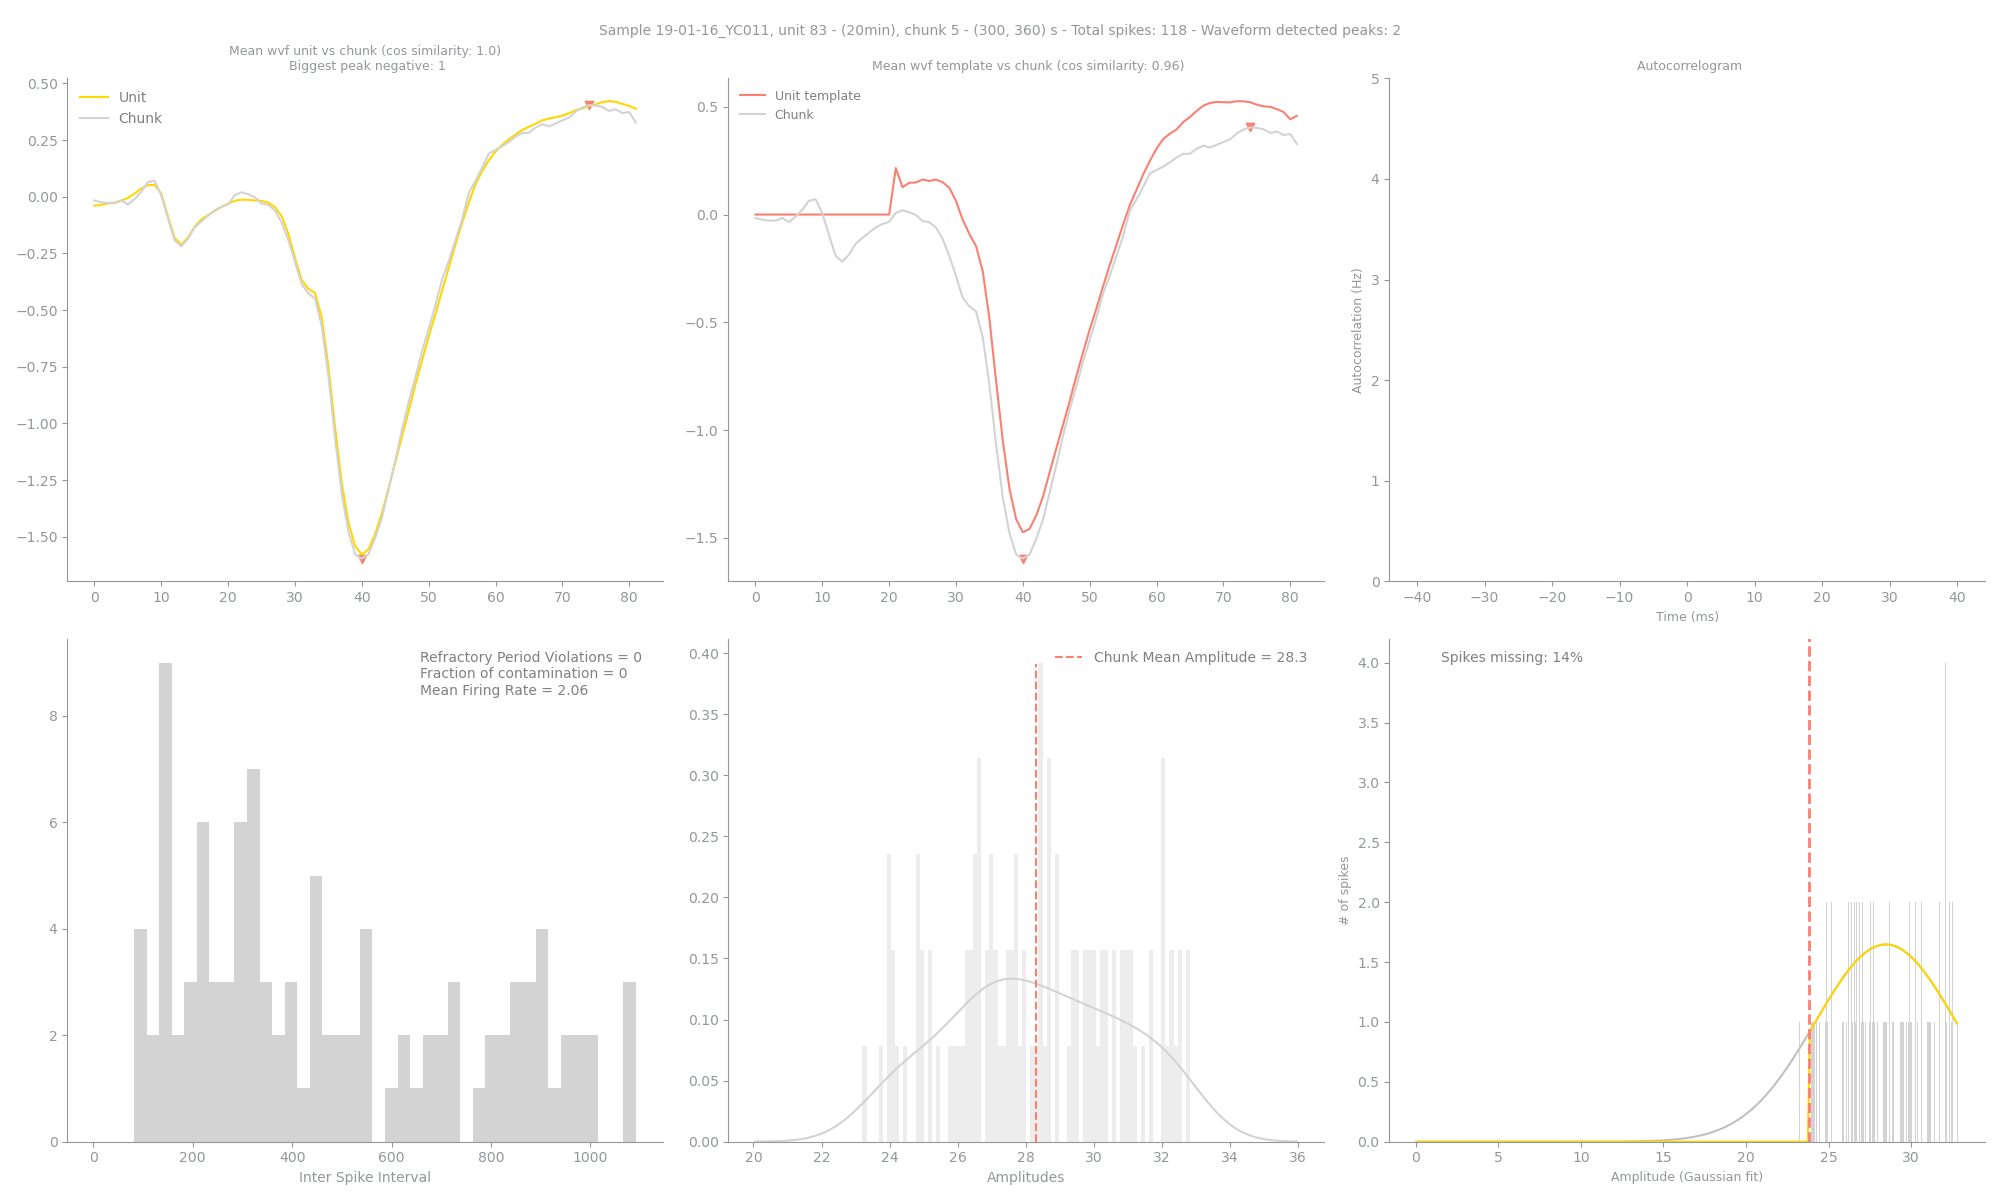 Sample 19-01-16_YC011, unit 83 - (20min), chunk 5 - (300, 360) s - Total spikes: 118 - Waveform detected peaks: 2
Mean wvf unit vs chunk (cos similarity: 1.0)
Biggest peak negative: 1
Unit
Chunk
0.50
0.25
0.00
−0.25
−0.50
−0.75
−1.00
−1.25
−1.50
0 10 20 30 40 50 60 70 80
Mean wvf template vs chunk (cos similarity: 0.96)
Unit template
Chunk
0.5
0.0
−0.5
−1.0
−1.5
0 10 20 30 40 50 60 70 80
Autocorrelogram
Autocorrelation (Hz)
5
4
3
2
1
0
−40 −30 −20 −10 0 10 20 30 40
Time (ms)
Refractory Period Violations = 0
Fraction of contamination = 0
Mean Firing Rate = 2.06
8
6
4
2
0
0 200 400 600 800 1000
Inter Spike Interval
Chunk Mean Amplitude = 28.3
0.40
0.35
0.30
0.25
0.20
0.15
0.10
0.05
0.00
20 22 24 26 28 30 32 34 36
Amplitudes
Spikes missing: 14%
# of spikes
4.0
3.5
3.0
2.5
2.0
1.5
1.0
0.5
0.0
0 5 10 15 20 25 30
Amplitude (Gaussian fit)